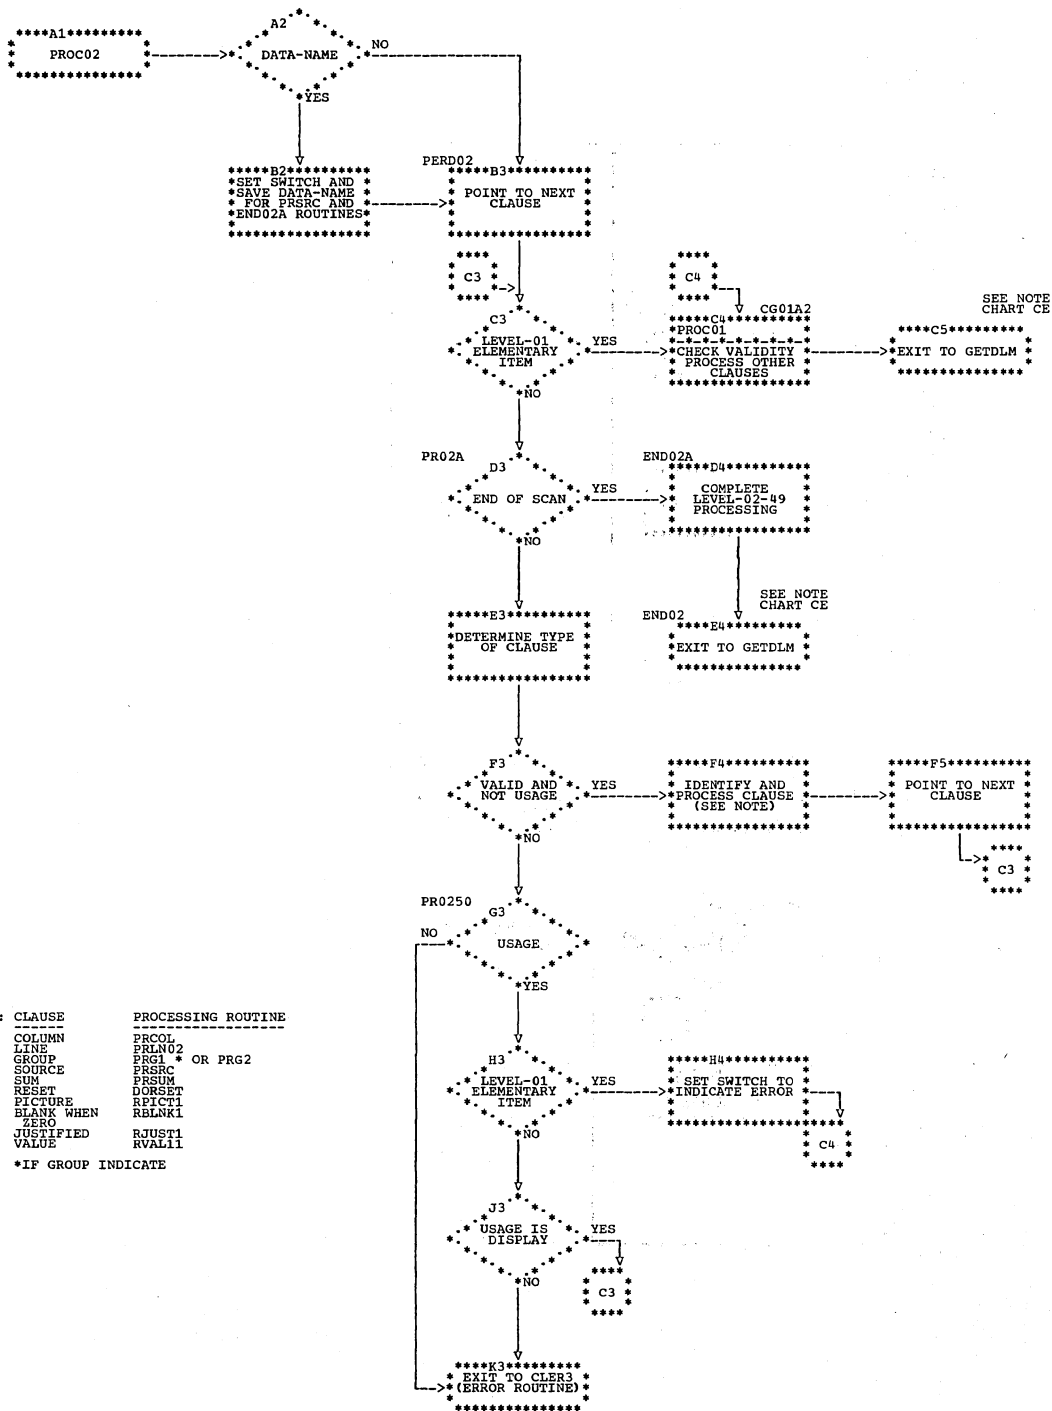 A1
PROC02
A2
DATA-NAME
NO
YES
B2
SET SWITCH AND
SAVE DATA-NAME
FOR PRSRC AND
END02A ROUTINES
PERD02
B3
POINT TO NEXT
CLAUSE
C3
C3
LEVEL-01
ELEMENTARY
ITEM
YES
NO
C4
CG01A2
C4
PROC01
CHECK VALIDITY
PROCESS OTHER
CLAUSES
SEE NOTE
CHART CE
C5
EXIT TO GETDLM
PR02A
D3
END OF SCAN
YES
NO
END02A
D4
COMPLETE
LEVEL-02-49
PROCESSING
E3
DETERMINE TYPE
OF CLAUSE
SEE NOTE
CHART CE
END02
E4
EXIT TO GETDLM
F3
VALID AND
NOT USAGE
YES
NO
F4
IDENTIFY AND
PROCESS CLAUSE
(SEE NOTE)
F5
POINT TO NEXT
CLAUSE
C3
PR0250
G3
USAGE
NO
YES
H3
LEVEL-01
ELEMENTARY
ITEM
YES
NO
H4
SET SWITCH TO
INDICATE ERROR
C4
J3
USAGE IS
DISPLAY
YES
NO
C3
K3
EXIT TO CLER3
(ERROR ROUTINE)
: CLAUSE PROCESSING ROUTINE
COLUMN PRCOL
LINE PRLN02
GROUP PRG1 * OR PRG2
SOURCE PRSRC
SUM PRSUM
RESET DORSET
PICTURE RPICT1
BLANK WHEN RBLNK1
ZERO
JUSTIFIED RJUST1
VALUE RVAL11
*IF GROUP INDICATE